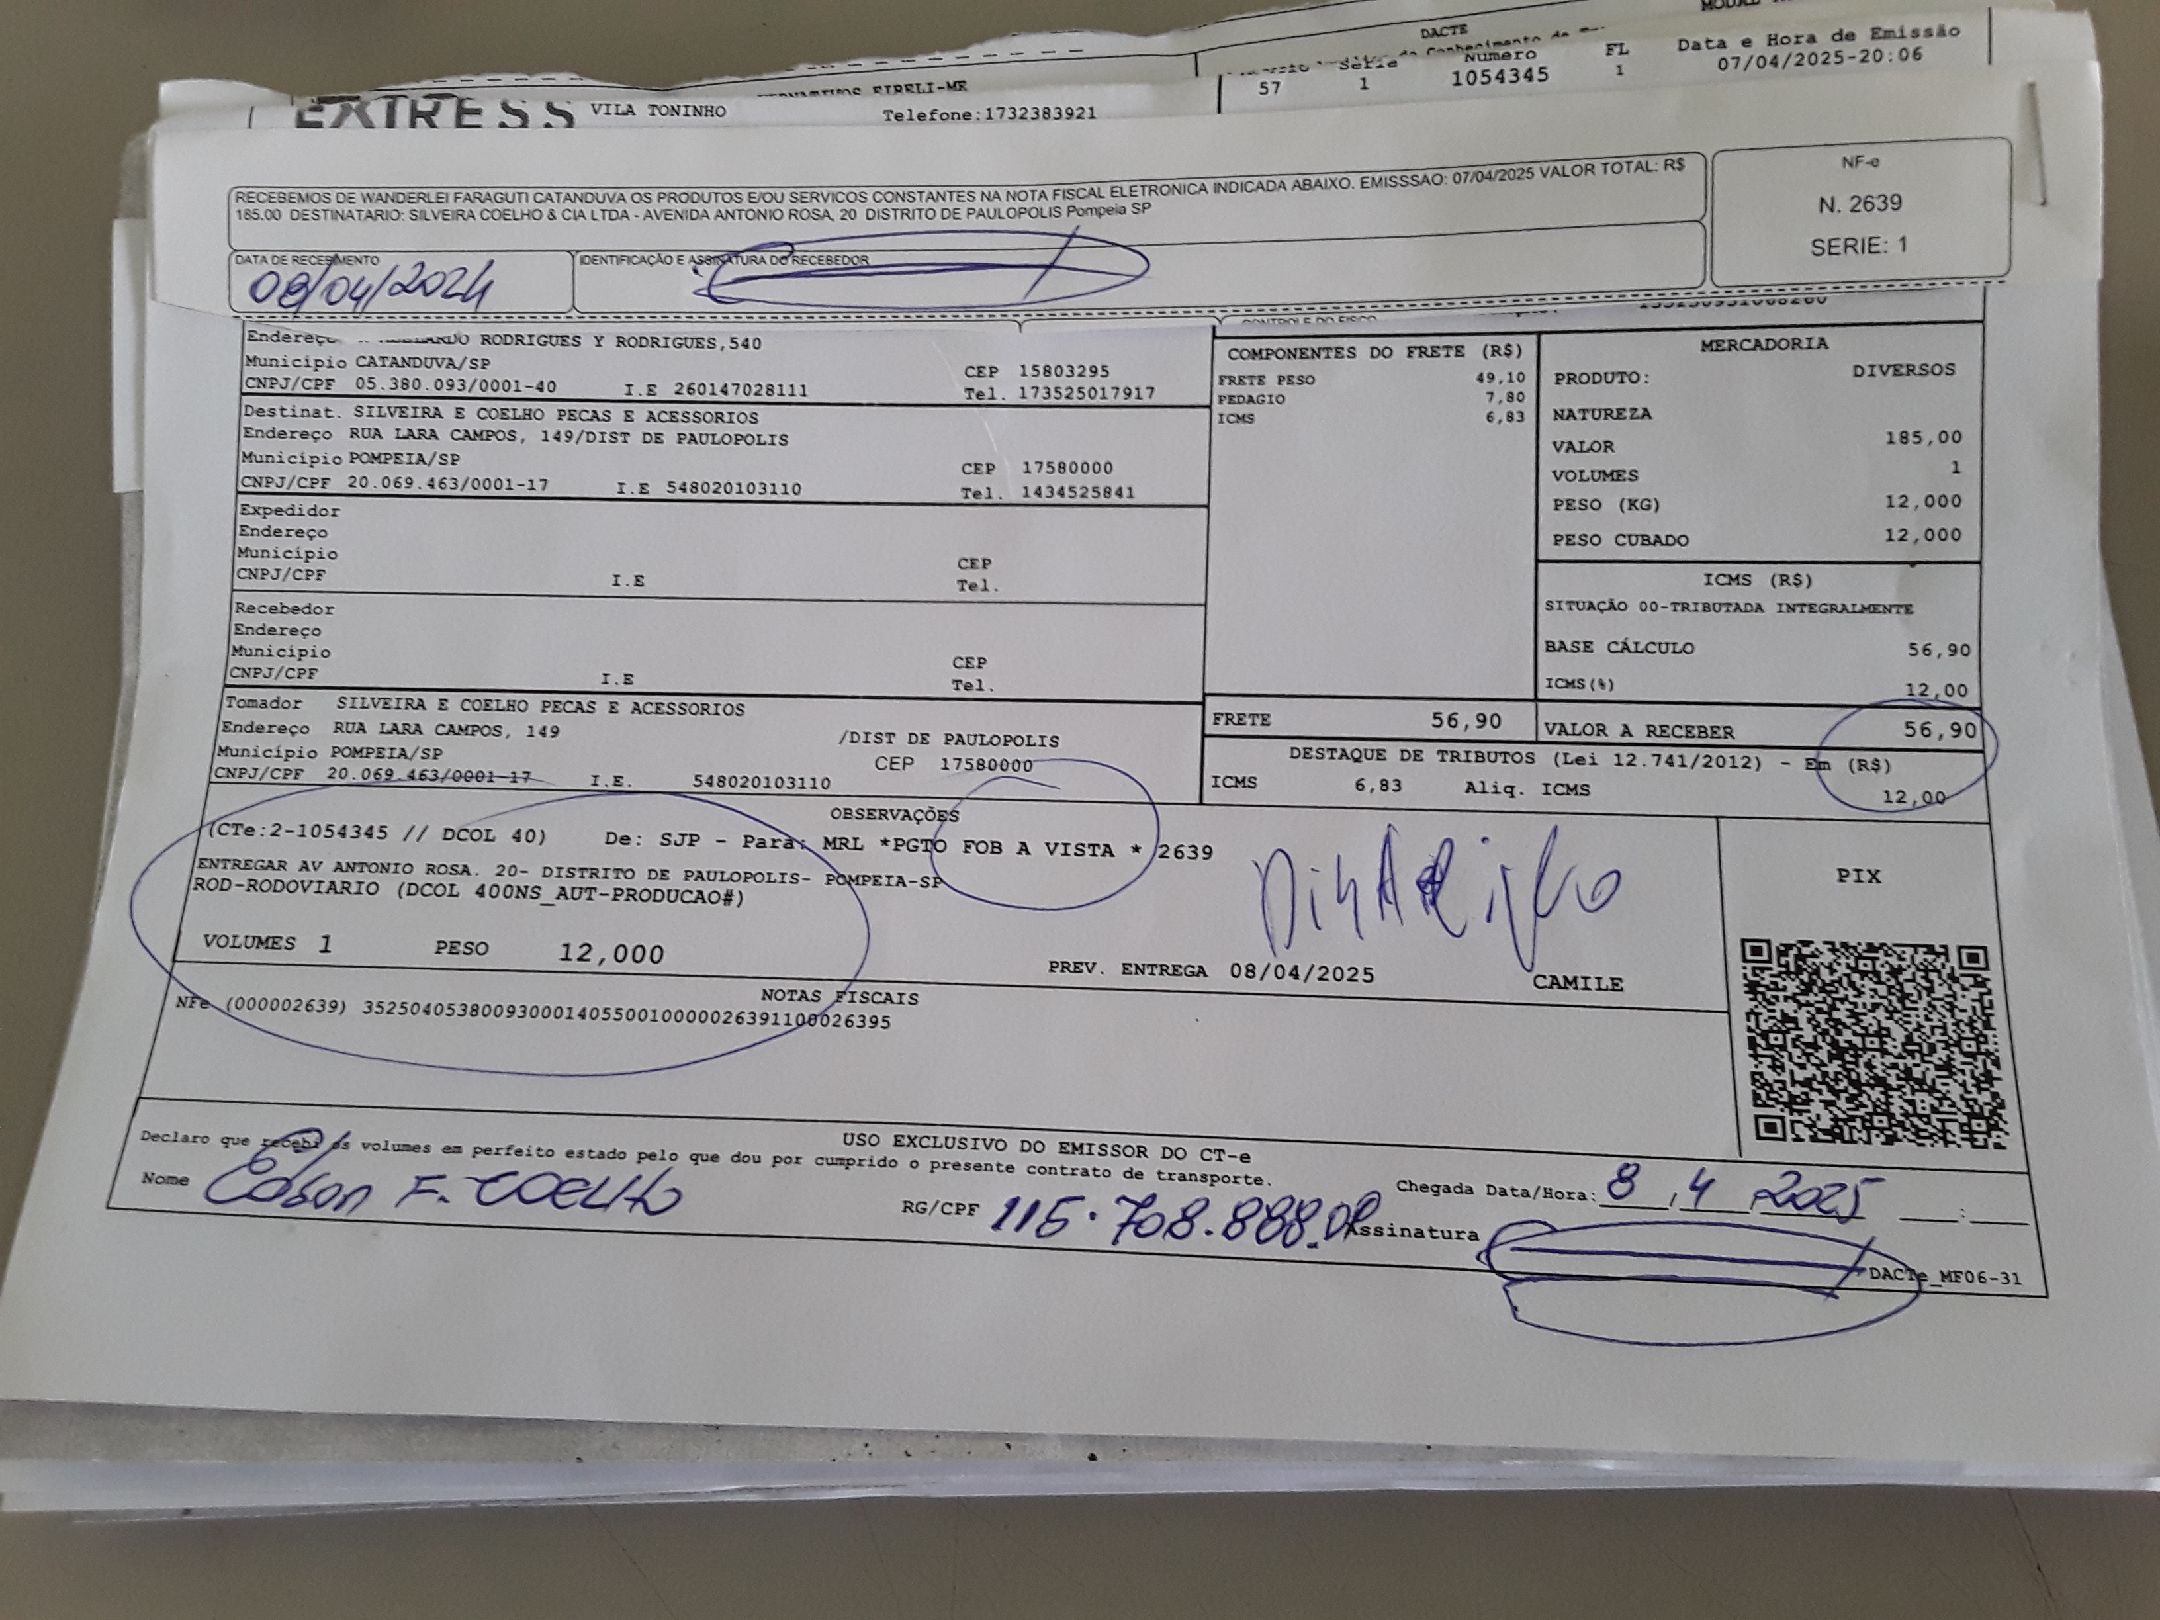 DACTE
Número FL Data e Hora de Emissão
57 1 1054345 1 07/04/2025-20:06
EIRELI-ME
EXPRESS VILA TONINHO Telefone:1732383921
RECEBEMOS DE WANDERLEI FARAGUTI CATANDUVA OS PRODUTOS E/OU SERVICOS CONSTANTES NA NOTA FISCAL ELETRONICA INDICADA ABAIXO. EMISSSAO: 07/04/2025 VALOR TOTAL: R$
185.00 DESTINATARIO: SILVEIRA COELHO & CIA LTDA - AVENIDA ANTONIO ROSA, 20 DISTRITO DE PAULOPOLIS Pompeia SP
NF-e
N. 2639
SERIE: 1
DATA DE RECEBIMENTO
08/04/2024
IDENTIFICAÇÃO E ASSINATURA DO RECEBEDOR
Endereço RODRIGUES Y RODRIGUES,540
Município CATANDUVA/SP CEP 15803295
CNPJ/CPF 05.380.093/0001-40 I.E 260147028111 Tel. 173525017917
Destinat. SILVEIRA E COELHO PECAS E ACESSORIOS
Endereço RUA LARA CAMPOS, 149/DIST DE PAULOPOLIS
Município POMPEIA/SP CEP 17580000
CNPJ/CPF 20.069.463/0001-17 I.E 548020103110 Tel. 1434525841
Expedidor
Endereço
Município CEP
CNPJ/CPF I.E Tel.
Recebedor
Endereço
Município CEP
CNPJ/CPF I.E Tel.
Tomador SILVEIRA E COELHO PECAS E ACESSORIOS
Endereço RUA LARA CAMPOS, 149 /DIST DE PAULOPOLIS
Município POMPEIA/SP CEP 17580000
CNPJ/CPF 20.069.463/0001-17 I.E. 548020103110
CONTROLE DO FISCO
COMPONENTES DO FRETE (R$)
FRETE PESO 49,10
PEDAGIO 7,80
ICMS 6,83
MERCADORIA
PRODUTO: DIVERSOS
NATUREZA
VALOR 185,00
VOLUMES 1
PESO (KG) 12,000
PESO CUBADO 12,000
ICMS (R$)
SITUAÇÃO 00-TRIBUTADA INTEGRALMENTE
BASE CÁLCULO 56,90
ICMS(%) 12,00
FRETE 56,90 VALOR A RECEBER 56,90
DESTAQUE DE TRIBUTOS (Lei 12.741/2012) - Em (R$)
ICMS 6,83 Aliq. ICMS 12,00
OBSERVAÇÕES
(CTe:2-1054345 // DCOL 40) De: SJP - Para: MRL *PGTO FOB A VISTA * 2639
ENTREGAR AV ANTONIO ROSA. 20- DISTRITO DE PAULOPOLIS- POMPEIA-SP
ROD-RODOVIARIO (DCOL 400NS_AUT-PRODUCAO#)
VOLUMES 1 PESO 12,000
PREV. ENTREGA 08/04/2025 CAMILE
PIX
NOTAS FISCAIS
NFe (000002639) 35250405380093000140550010000026391100026395
USO EXCLUSIVO DO EMISSOR DO CT-e
Declaro que recebi os volumes em perfeito estado pelo que dou por cumprido o presente contrato de transporte.
Nome Edson F. COELHO RG/CPF Chegada Data/Hora: 8,4 2025 __:__
Assinatura
DACTe_MF06-31